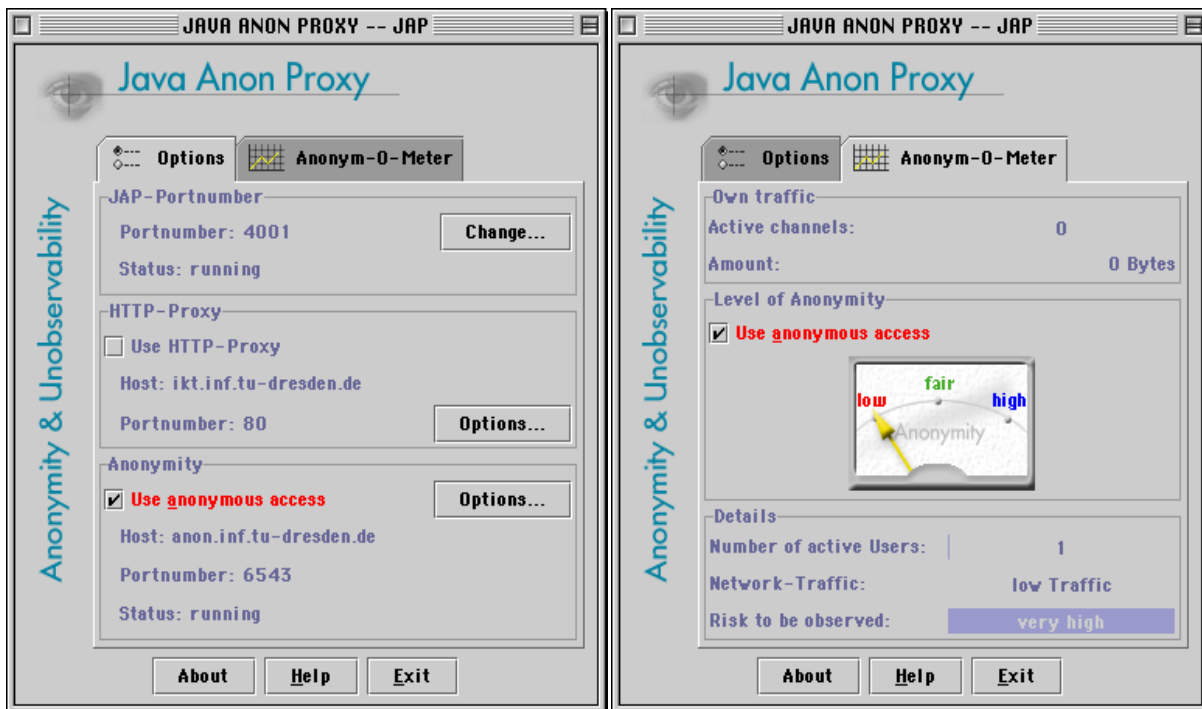 JAVA ANON PROXY -- JAP
Java Anon Proxy
Options
Anonym-O-Meter
Anonymity & Unobservability
JAP-Portnumber
Portnumber: 4001
Change...
Status: running
HTTP-Proxy
Use HTTP-Proxy
Host: ikt.inf.tu-dresden.de
Portnumber: 80
Options...
Anonymity
Use anonymous access
Options...
Host: anon.inf.tu-dresden.de
Portnumber: 6543
Status: running
About
Help
Exit
JAVA ANON PROXY -- JAP
Java Anon Proxy
Options
Anonym-O-Meter
Anonymity & Unobservability
Own traffic
Active channels: 0
Amount: 0 Bytes
Level of Anonymity
Use anonymous access
fair
low
high
Anonymity
Details
Number of active Users: 1
Network-Traffic: low Traffic
Risk to be observed: very high
About
Help
Exit